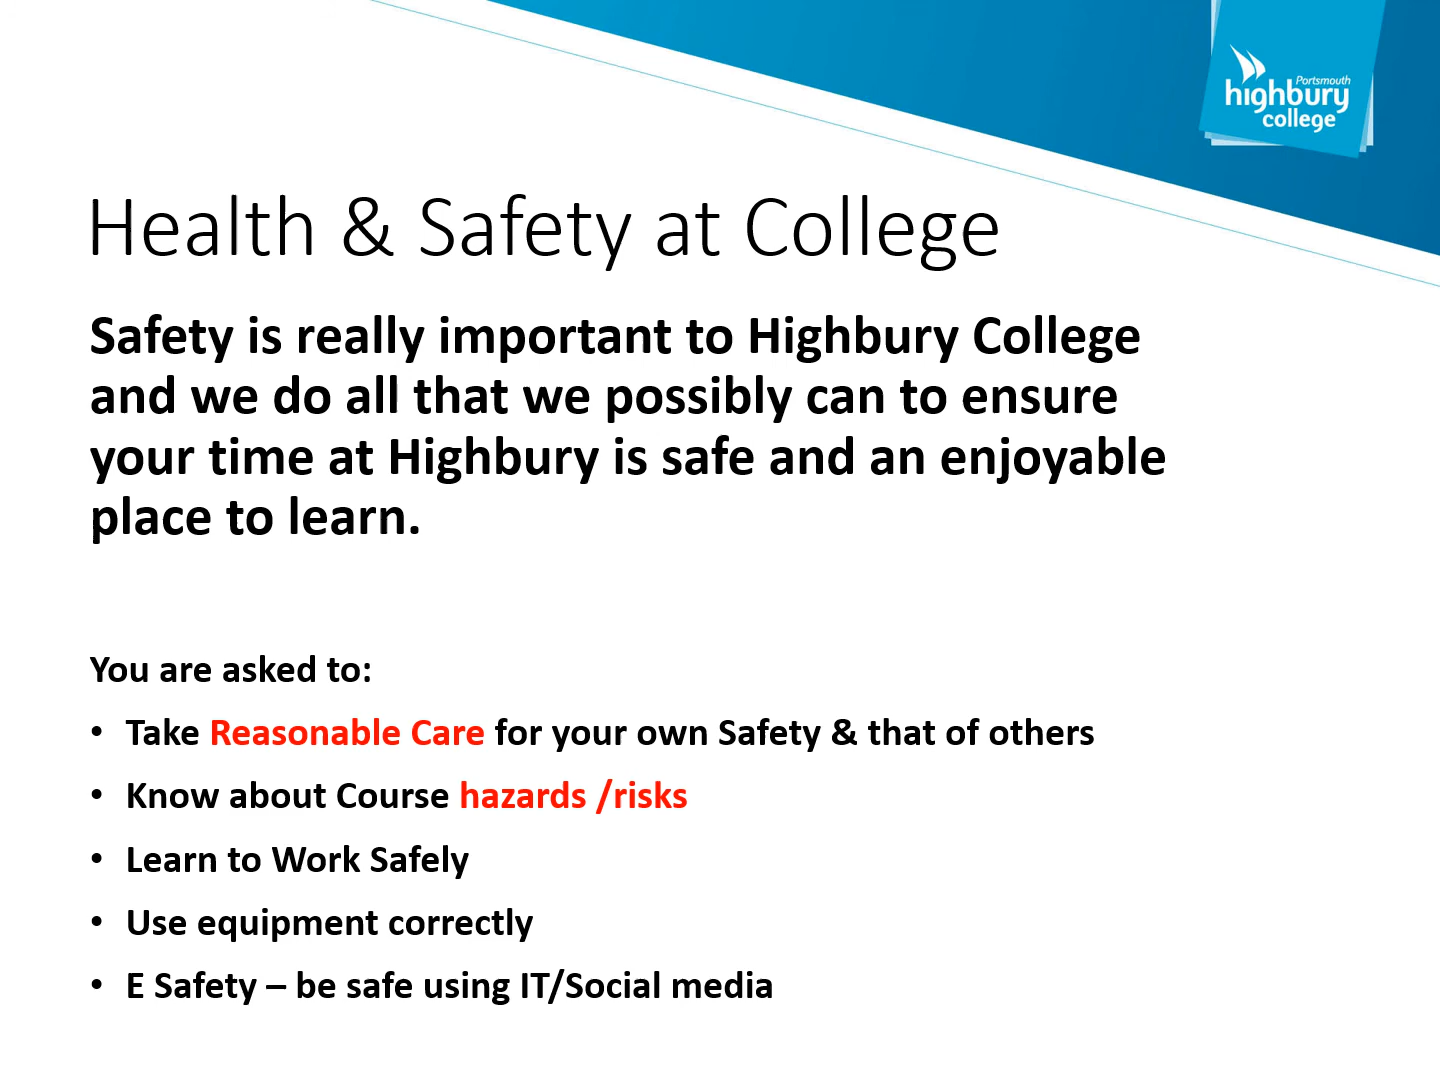 Portsmouth
highbury
college
Health & Safety at College
Safety is really important to Highbury College
and we do all that we possibly can to ensure
your time at Highbury is safe and an enjoyable
place to learn.
You are asked to:
• Take Reasonable Care for your own Safety & that of others
• Know about Course hazards /risks
• Learn to Work Safely
• Use equipment correctly
• E Safety – be safe using IT/Social media